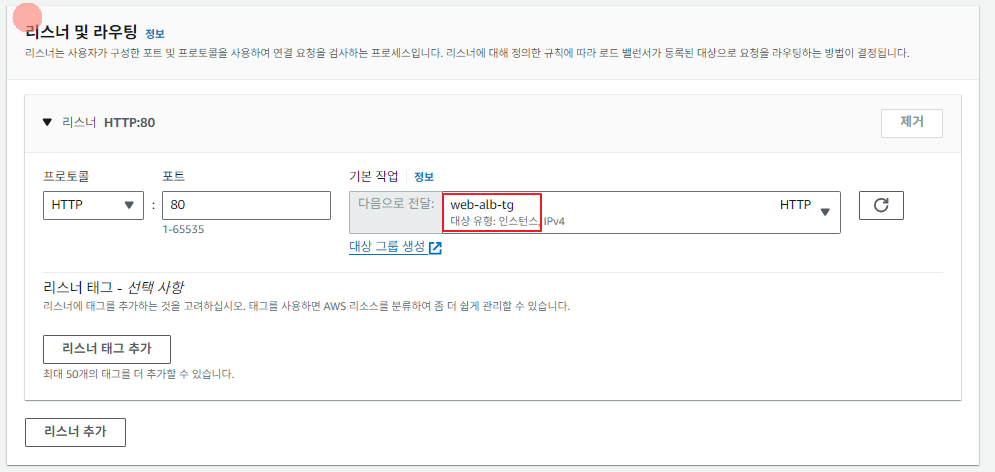 리스너 및 라우팅 정보
리스너는 사용자가 구성한 포트 및 프로토콜을 사용하여 연결 요청을 검사하는 프로세스입니다. 리스너에 대해 정의한 규칙에 따라 로드 밸런서가 등록된 대상으로 요청을 라우팅하는 방법이 결정됩니다.
▼ 리스너 HTTP:80 제거
프로토콜 포트 기본 작업 정보
HTTP : 80 다음으로 전달: web-alb-tg HTTP
대상 유형: 인스턴스, IPv4
1-65535
대상 그룹 생성
리스너 태그 - 선택 사항
리스너에 태그를 추가하는 것을 고려하십시오. 태그를 사용하면 AWS 리소스를 분류하여 좀 더 쉽게 관리할 수 있습니다.
리스너 태그 추가
최대 50개의 태그를 더 추가할 수 있습니다.
리스너 추가